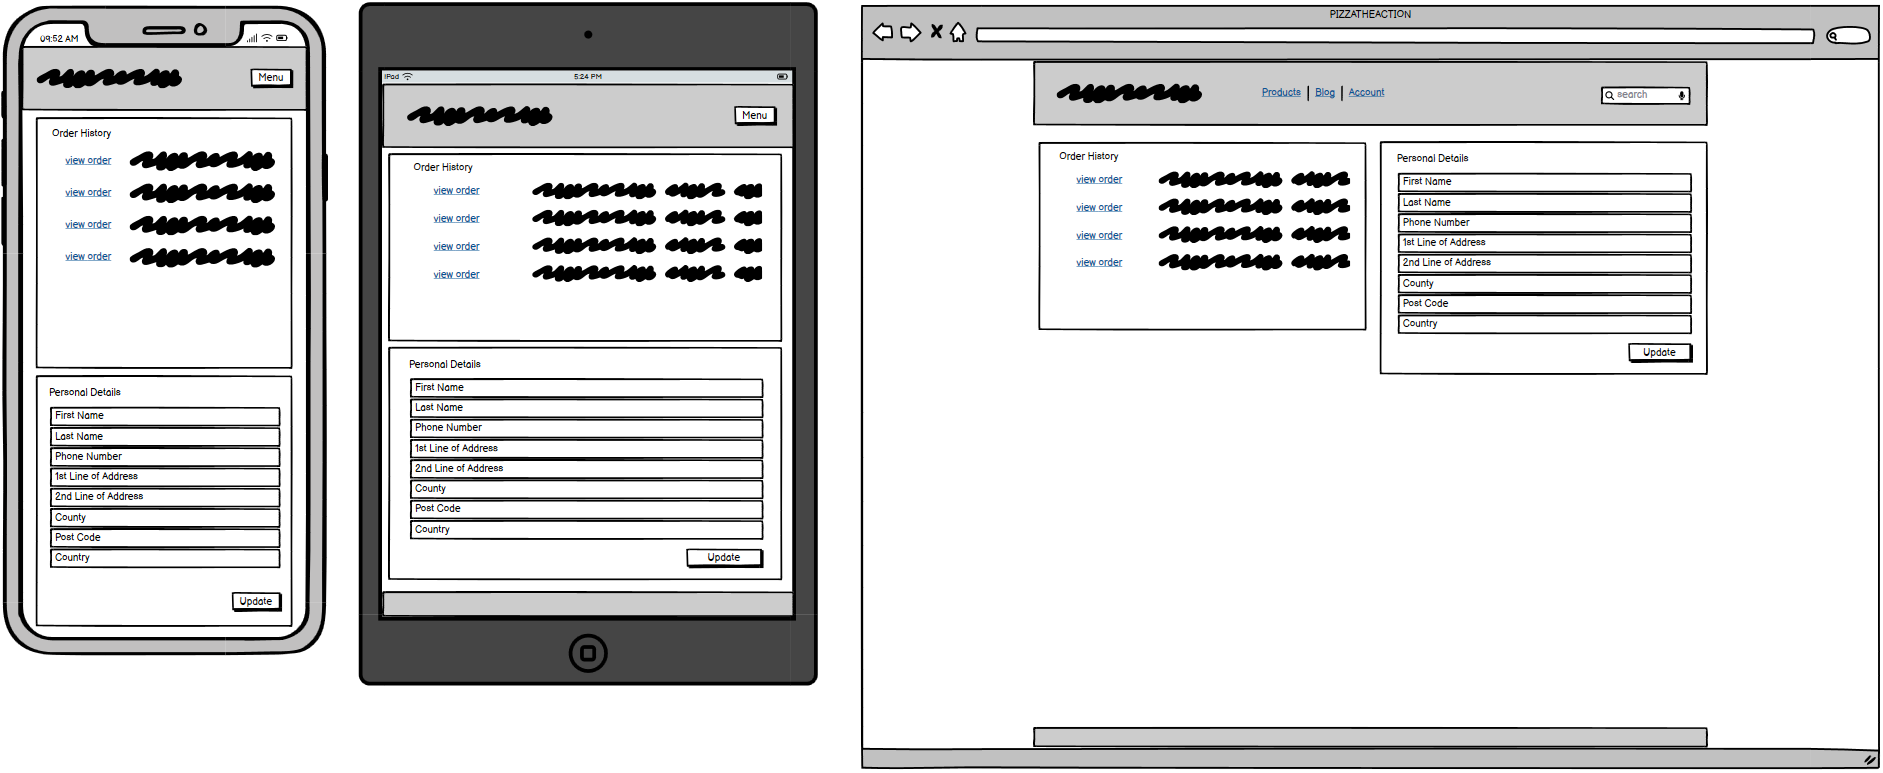 09:52 AM
Menu
Order History
view order
view order
view order
view order
Personal Details
First Name
Last Name
Phone Number
1st Line of Address
2nd Line of Address
County
Post Code
Country
Update
iPad
5:24 PM
Menu
Order History
view order
view order
view order
view order
Personal Details
First Name
Last Name
Phone Number
1st Line of Address
2nd Line of Address
County
Post Code
Country
Update
PIZZATHEACTION
Products | Blog | Account
search
Order History
view order
view order
view order
view order
Personal Details
First Name
Last Name
Phone Number
1st Line of Address
2nd Line of Address
County
Post Code
Country
Update